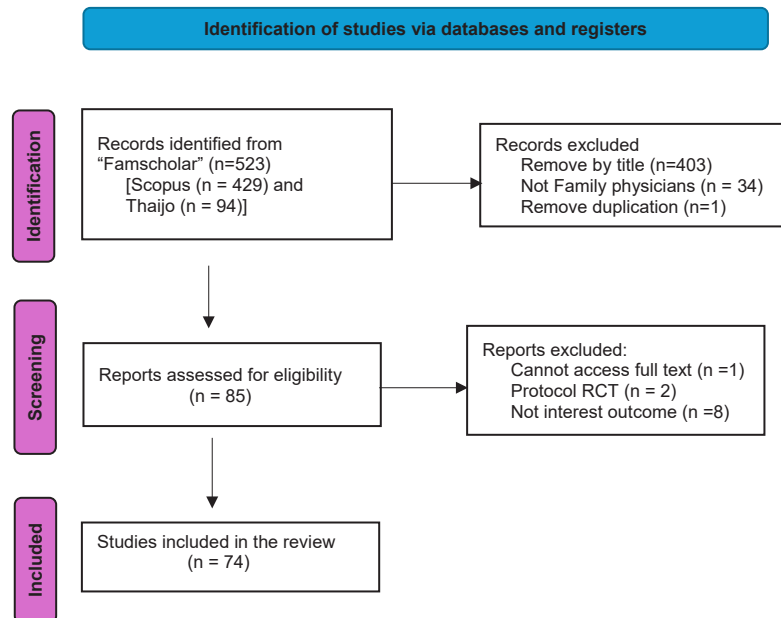 Identification of studies via databases and registers
Identification
Records identified from
“Famscholar” (n=523)
[Scopus (n = 429) and
Thaijo (n = 94)]
Records excluded
Remove by title (n=403)
Not Family physicians (n = 34)
Remove duplication (n=1)
Screening
Reports assessed for eligibility
(n = 85)
Reports excluded:
Cannot access full text (n =1)
Protocol RCT (n = 2)
Not interest outcome (n =8)
Included
Studies included in the review
(n = 74)